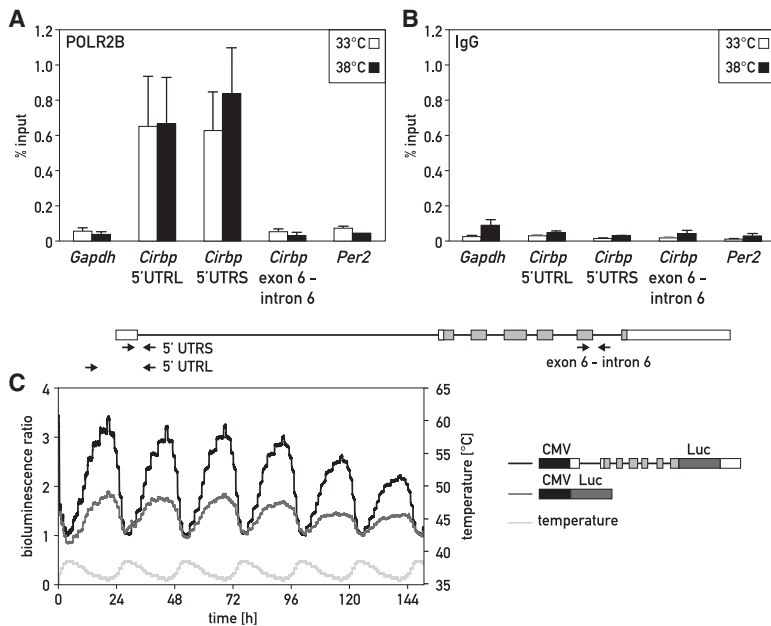 A
POLR2B
33°C
38°C
1.2
1.0
0.8
0.6
0.4
0.2
0
% input
Gapdh
Cirbp 5'UTRL
Cirbp 5'UTRS
Cirbp exon 6 – intron 6
Per2
B
IgG
33°C
38°C
1.2
1.0
0.8
0.6
0.4
0.2
0
% input
Gapdh
Cirbp 5'UTRL
Cirbp 5'UTRS
Cirbp exon 6 – intron 6
Per2
5' UTRS
5' UTRL
exon 6 – intron 6
C
4
3
2
1
0
bioluminescence ratio
65
60
55
50
45
40
35
temperature [°C]
0
24
48
72
96
120
144
time [h]
CMV
Luc
CMV
Luc
temperature